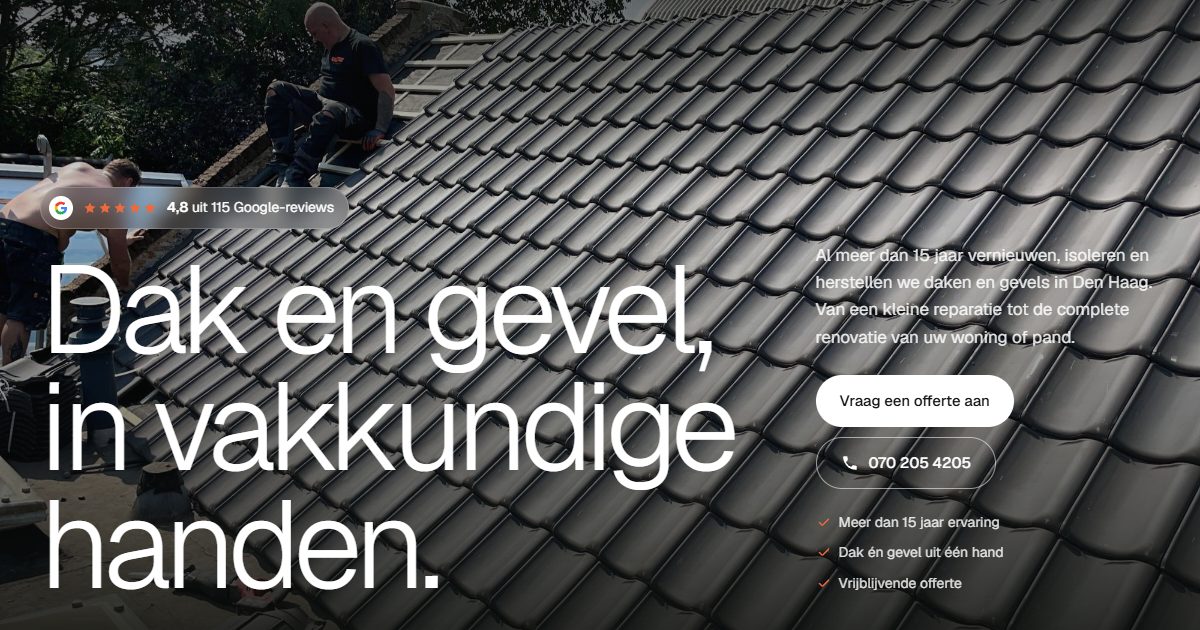 4,8 uit 115 Google-reviews
Dak en gevel,
in vakkundige
handen.
Al meer dan 15 jaar vernieuwen, isoleren en
herstellen we daken en gevels in Den Haag.
Van een kleine reparatie tot de complete
renovatie van uw woning of pand.
Vraag een offerte aan
070 205 4205
Meer dan 15 jaar ervaring
Dak én gevel uit één hand
Vrijblijvende offerte